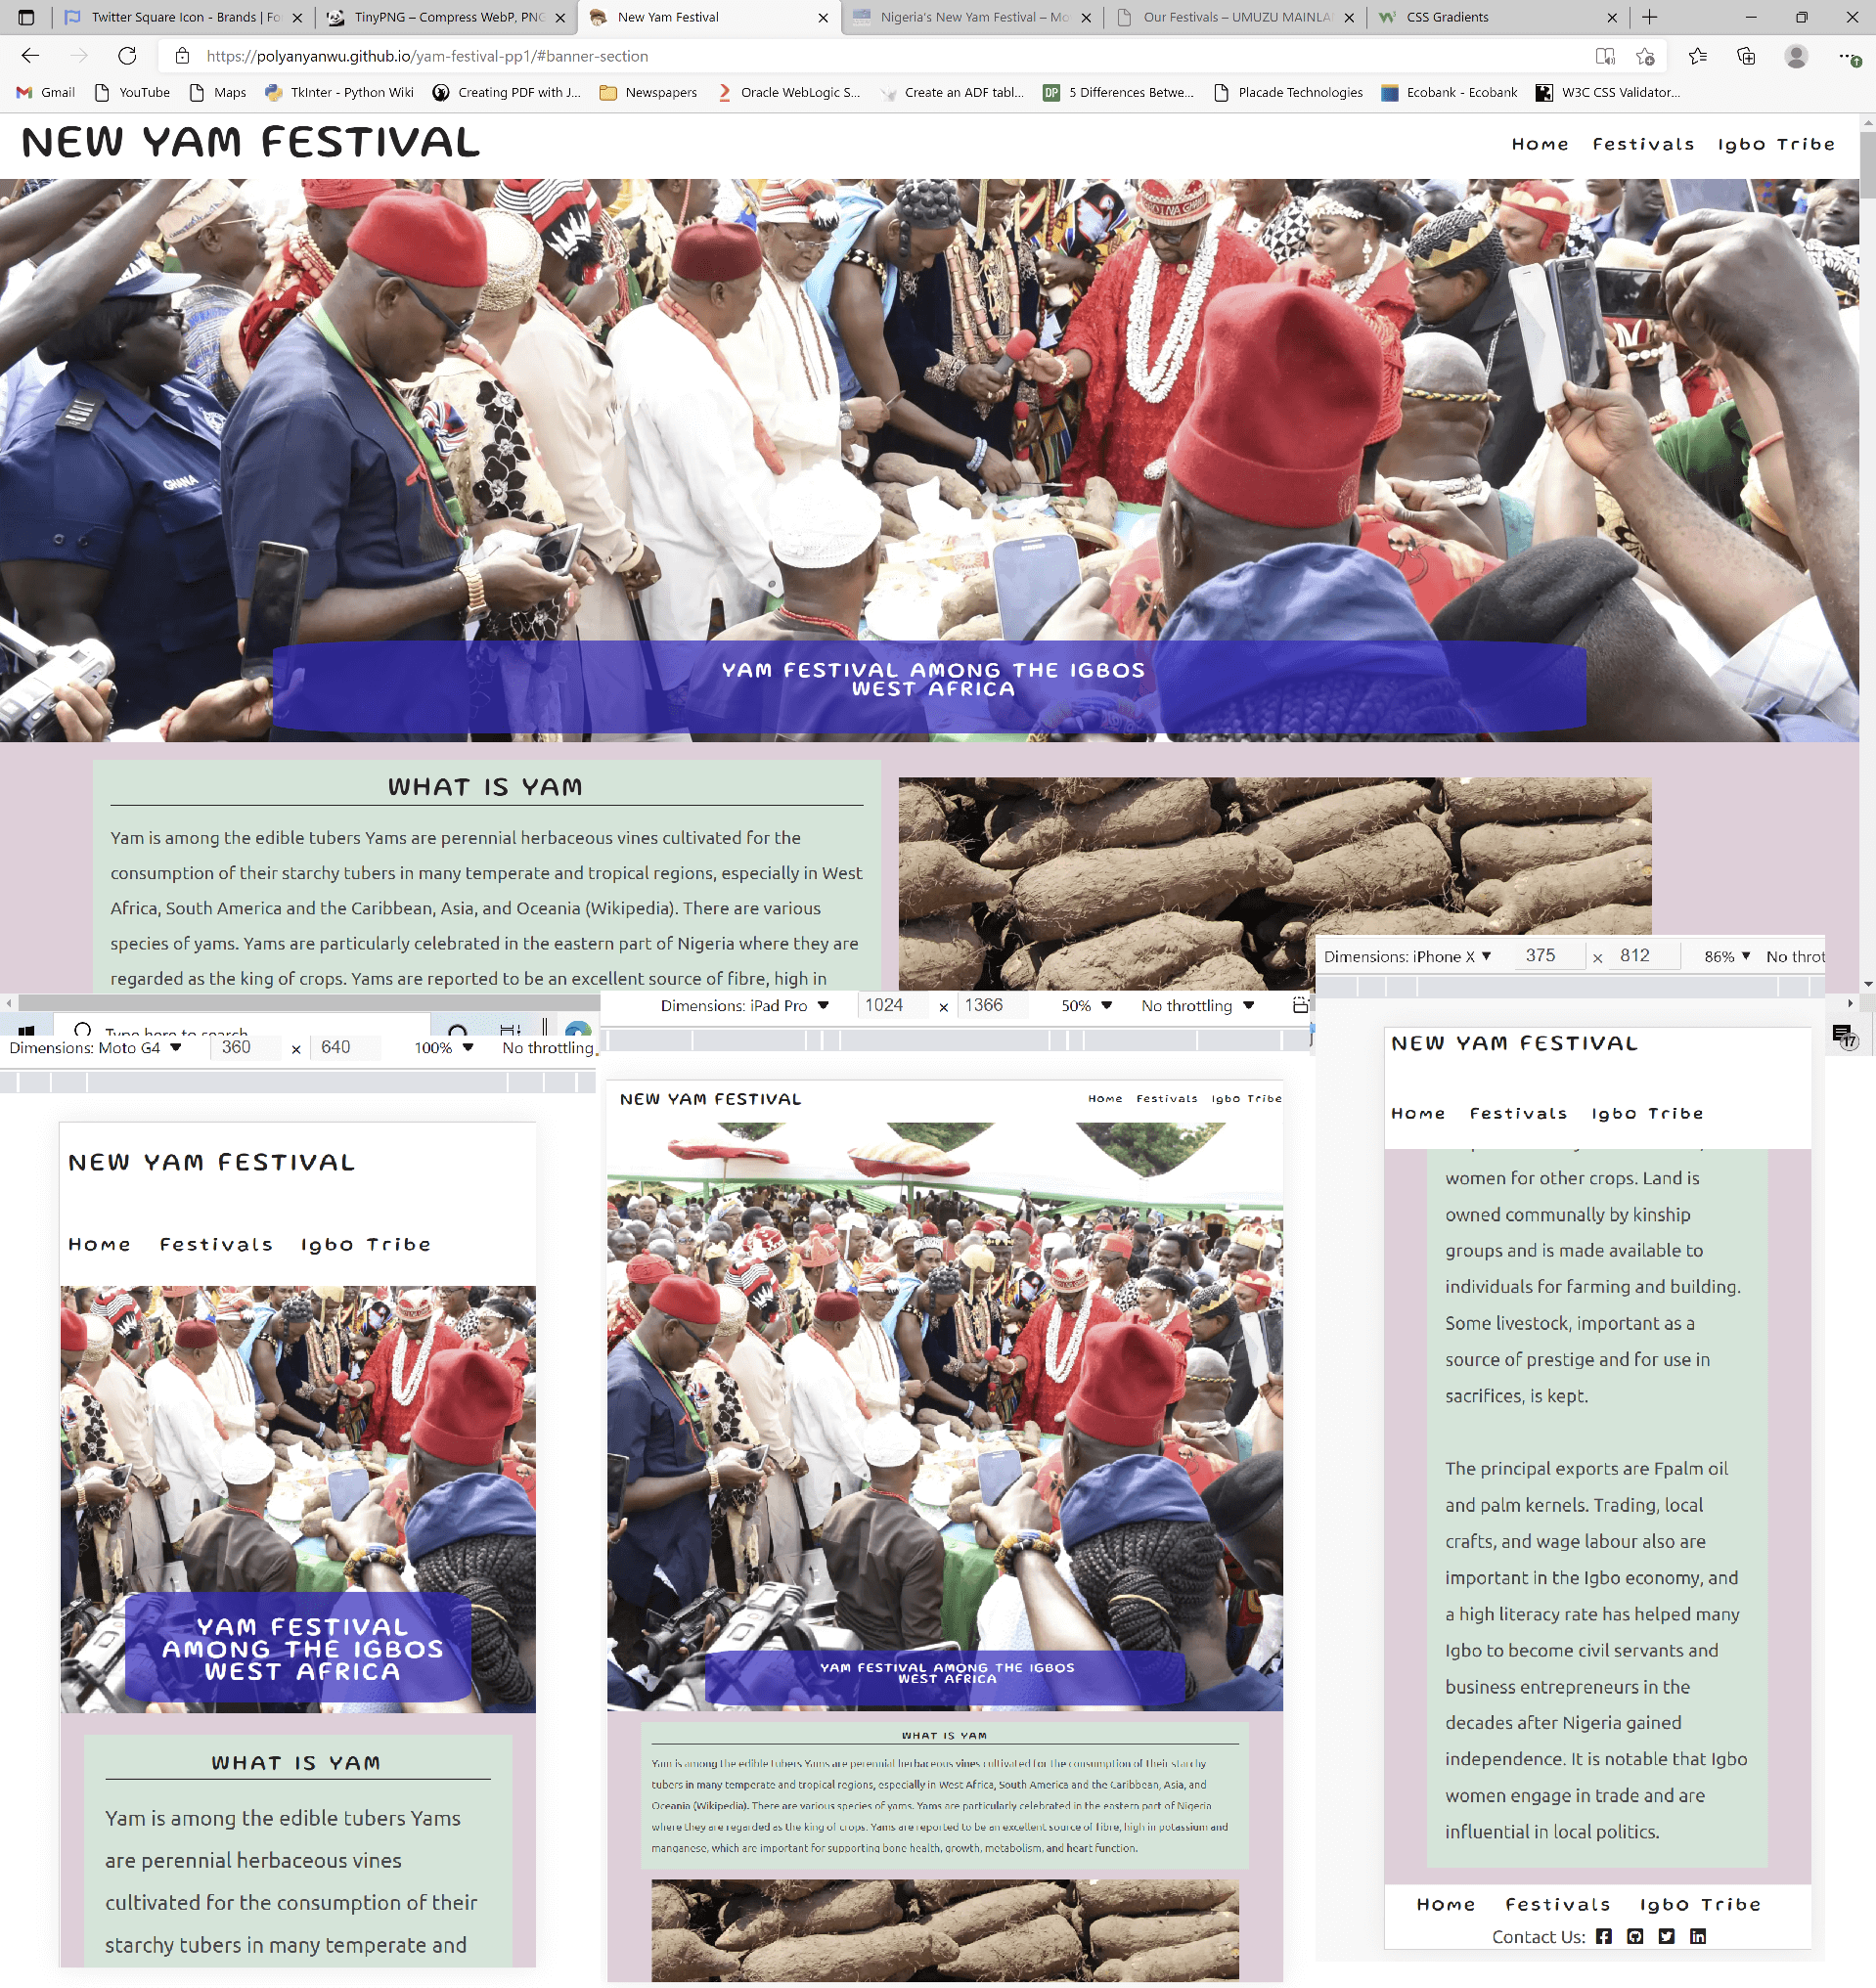 Twitter Square Icon - Brands | Fo
TinyPNG – Compress WebP, PNG
New Yam Festival
Nigeria's New Yam Festival – Mo
Our Festivals – UMUZU MAINLA
CSS Gradients
https://polyanyanwu.github.io/yam-festival-pp1/#banner-section
Gmail
YouTube
Maps
TkInter - Python Wiki
Creating PDF with J...
Newspapers
Oracle WebLogic S...
Create an ADF tabl...
DP 5 Differences Betwe...
Placade Technologies
Ecobank - Ecobank
W3C CSS Validator...
NEW YAM FESTIVAL
Home Festivals Igbo Tribe
GHANA
YAM FESTIVAL AMONG THE IGBOS
WEST AFRICA
WHAT IS YAM
Yam is among the edible tubers Yams are perennial herbaceous vines cultivated for the
consumption of their starchy tubers in many temperate and tropical regions, especially in West
Africa, South America and the Caribbean, Asia, and Oceania (Wikipedia). There are various
species of yams. Yams are particularly celebrated in the eastern part of Nigeria where they are
regarded as the king of crops. Yams are reported to be an excellent source of fibre, high in
Type here to search
17
Dimensions: Moto G4 ▼ 360 × 640 100% ▼ No throttling
NEW YAM FESTIVAL
Home Festivals Igbo Tribe
YAM FESTIVAL
AMONG THE IGBOS
WEST AFRICA
WHAT IS YAM
Yam is among the edible tubers Yams
are perennial herbaceous vines
cultivated for the consumption of their
starchy tubers in many temperate and
Dimensions: iPad Pro ▼ 1024 × 1366 50% ▼ No throttling ▼
NEW YAM FESTIVAL
Home Festivals Igbo Tribe
YAM FESTIVAL AMONG THE IGBOS
WEST AFRICA
WHAT IS YAM
Yam is among the edible tubers Yams are perennial herbaceous vines cultivated for the consumption of their starchy
tubers in many temperate and tropical regions, especially in West Africa, South America and the Caribbean, Asia, and
Oceania (Wikipedia). There are various species of yams. Yams are particularly celebrated in the eastern part of Nigeria
where they are regarded as the king of crops. Yams are reported to be an excellent source of fibre, high in potassium and
manganese, which are important for supporting bone health, growth, metabolism, and heart function.
Dimensions: iPhone X ▼ 375 × 812 86% ▼ No throt
NEW YAM FESTIVAL
Home Festivals Igbo Tribe
women for other crops. Land is
owned communally by kinship
groups and is made available to
individuals for farming and building.
Some livestock, important as a
source of prestige and for use in
sacrifices, is kept.
The principal exports are Fpalm oil
and palm kernels. Trading, local
crafts, and wage labour also are
important in the Igbo economy, and
a high literacy rate has helped many
Igbo to become civil servants and
business entrepreneurs in the
decades after Nigeria gained
independence. It is notable that Igbo
women engage in trade and are
influential in local politics.
Home Festivals Igbo Tribe
Contact Us: